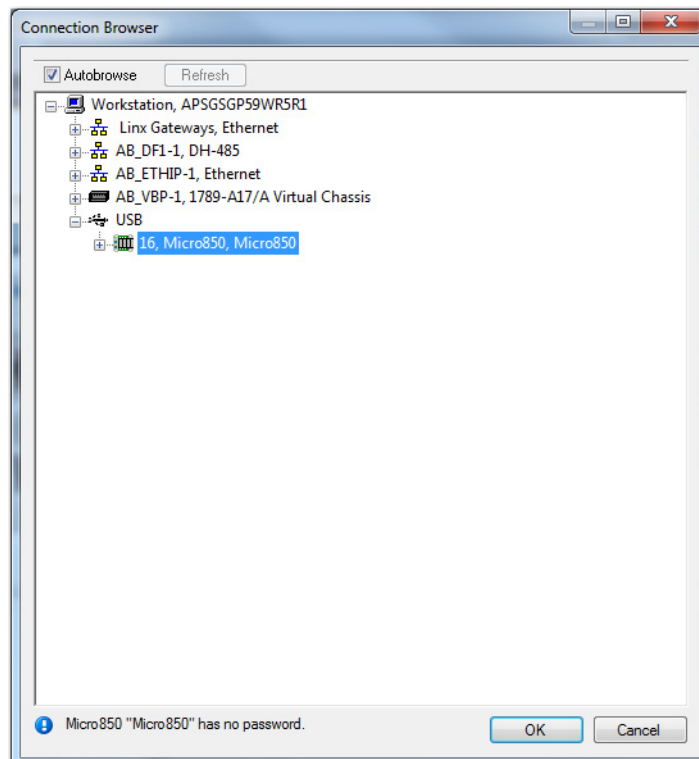 Connection Browser
Autobrowse Refresh
Workstation, APSGSGP59WR5R1
Linx Gateways, Ethernet
AB_DF1-1, DH-485
AB_ETHIP-1, Ethernet
AB_VBP-1, 1789-A17/A Virtual Chassis
USB
16, Micro850, Micro850
Micro850 "Micro850" has no password.
OK Cancel